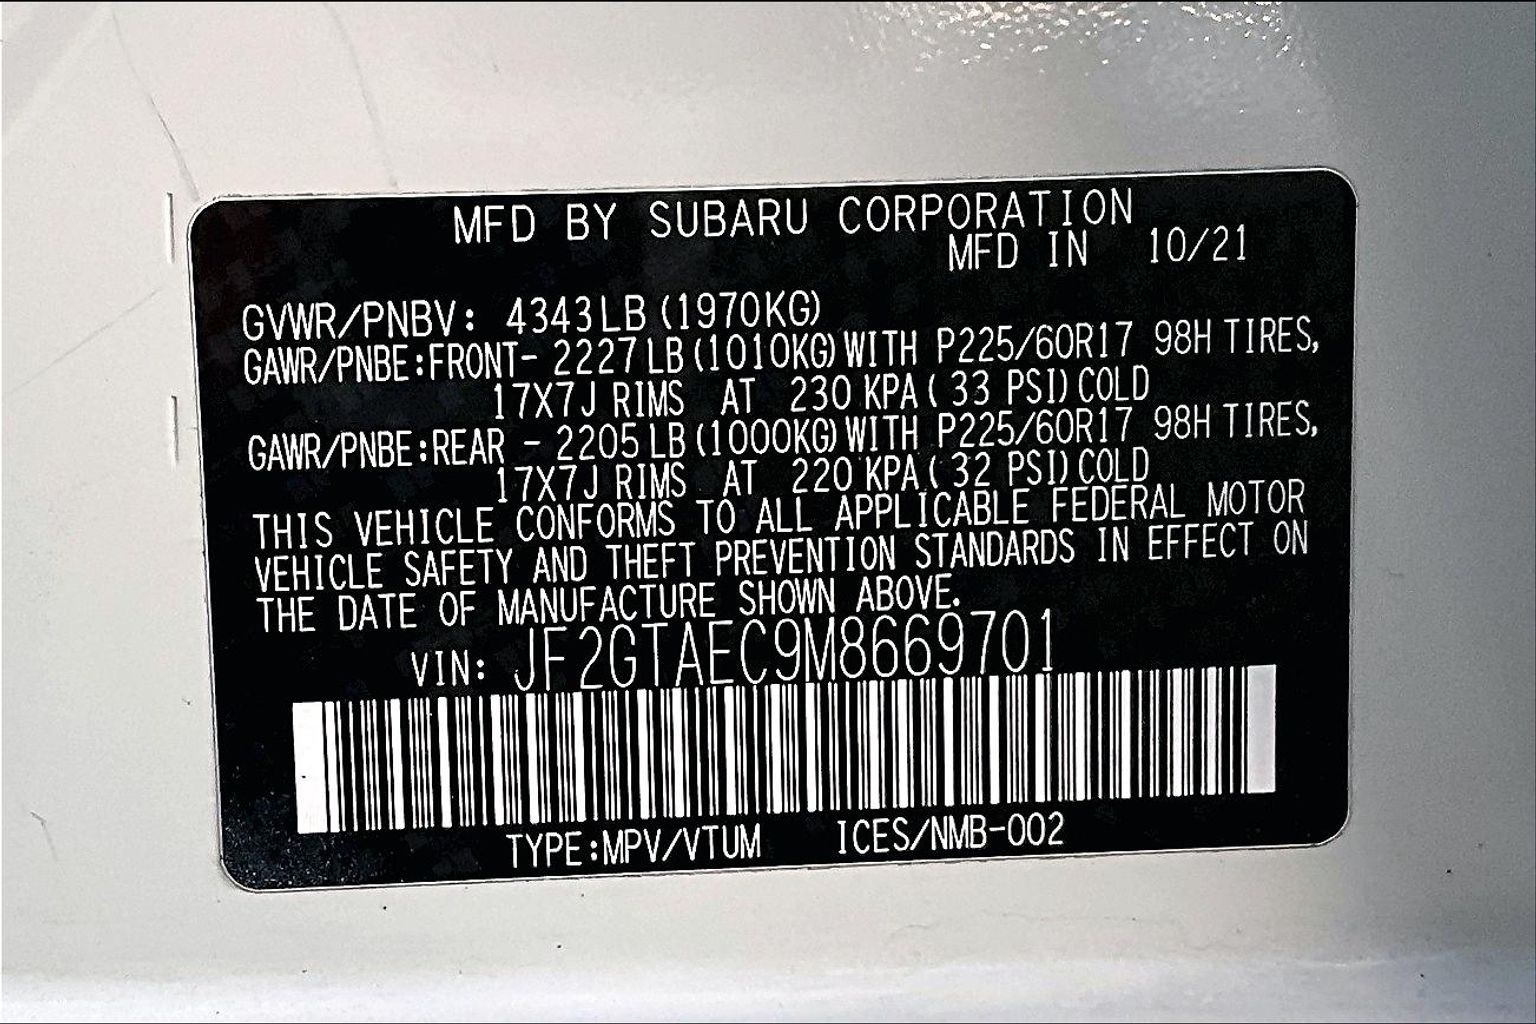 MFD BY SUBARU CORPORATION
MFD IN 10/21
GVWR/PNBV: 4343LB (1970KG)
GAWR/PNBE:FRONT- 2227LB (1010KG) WITH P225/60R17 98H TIRES,
17X7J RIMS AT 230 KPA ( 33 PSI) COLD
GAWR/PNBE:REAR - 2205LB (1000KG) WITH P225/60R17 98H TIRES,
17X7J RIMS AT 220 KPA ( 32 PSI) COLD
THIS VEHICLE CONFORMS TO ALL APPLICABLE FEDERAL MOTOR
VEHICLE SAFETY AND THEFT PREVENTION STANDARDS IN EFFECT ON
THE DATE OF MANUFACTURE SHOWN ABOVE.
VIN: JF2GTAEC9M8669701
TYPE:MPV/VTUM ICES/NMB-002